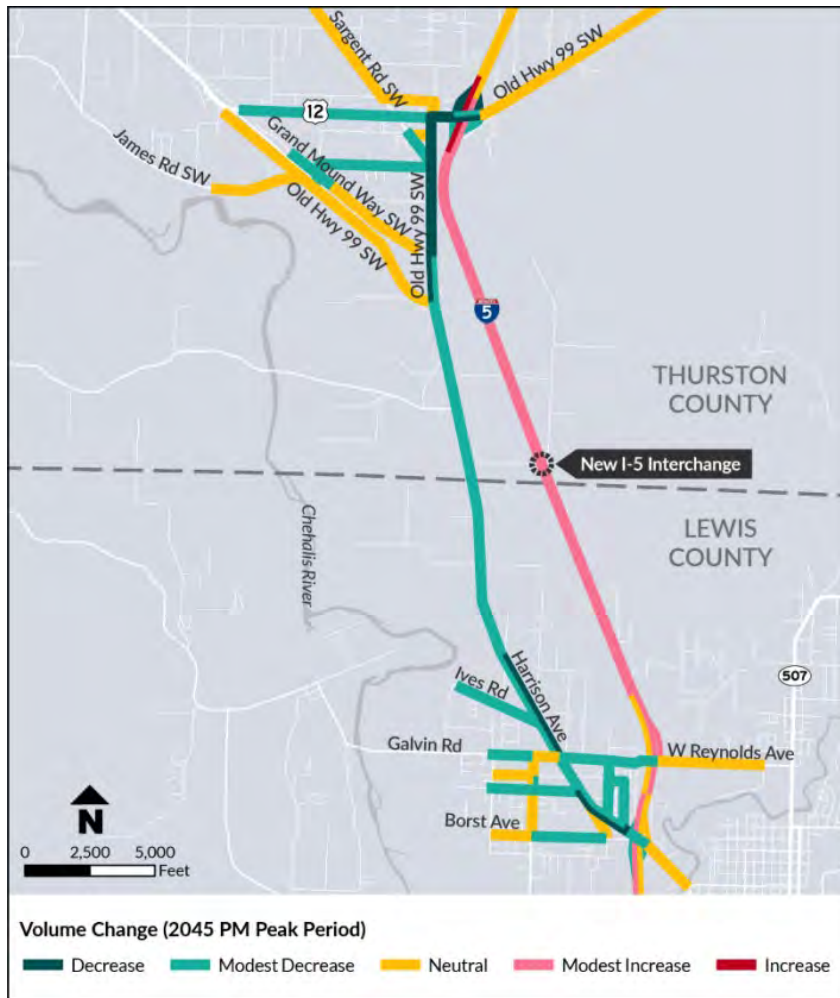 Sargent Rd SW
Old Hwy 99 SW
12
James Rd SW
Grand Mound Way SW
Old Hwy 99 SW
Old Hwy 99 SW
5
THURSTON
COUNTY
New I-5 Interchange
LEWIS
COUNTY
Chehalis River
Harrison Ave
Ives Rd
507
Galvin Rd
W Reynolds Ave
Borst Ave
N
0 2,500 5,000
Feet
Volume Change (2045 PM Peak Period)
Decrease Modest Decrease Neutral Modest Increase Increase